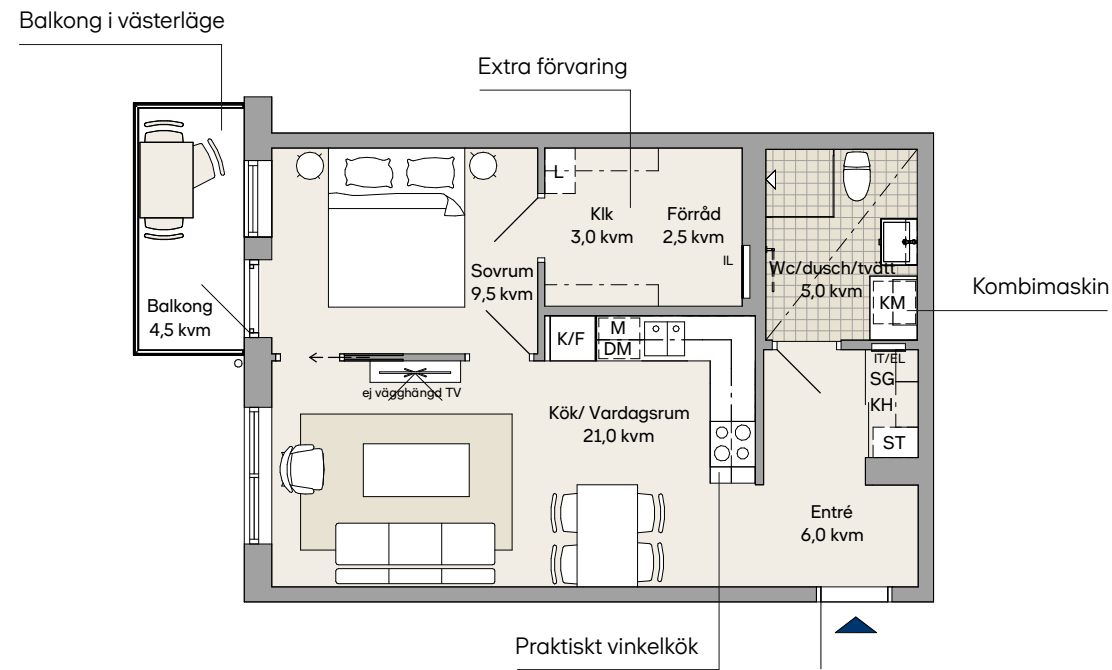 Balkong i västerläge
Extra förvaring
L
Klk
3,0 kvm
Förråd
2,5 kvm
IL
Sovrum
9,5 kvm
Wc/dusch/tvätt
5,0 kvm
KM
Kombimaskin
Balkong
4,5 kvm
K/F
M
DM
IT/EL
SG
KH
ST
ej vägghängd TV
Kök/ Vardagsrum
21,0 kvm
Entré
6,0 kvm
Praktiskt vinkelkök